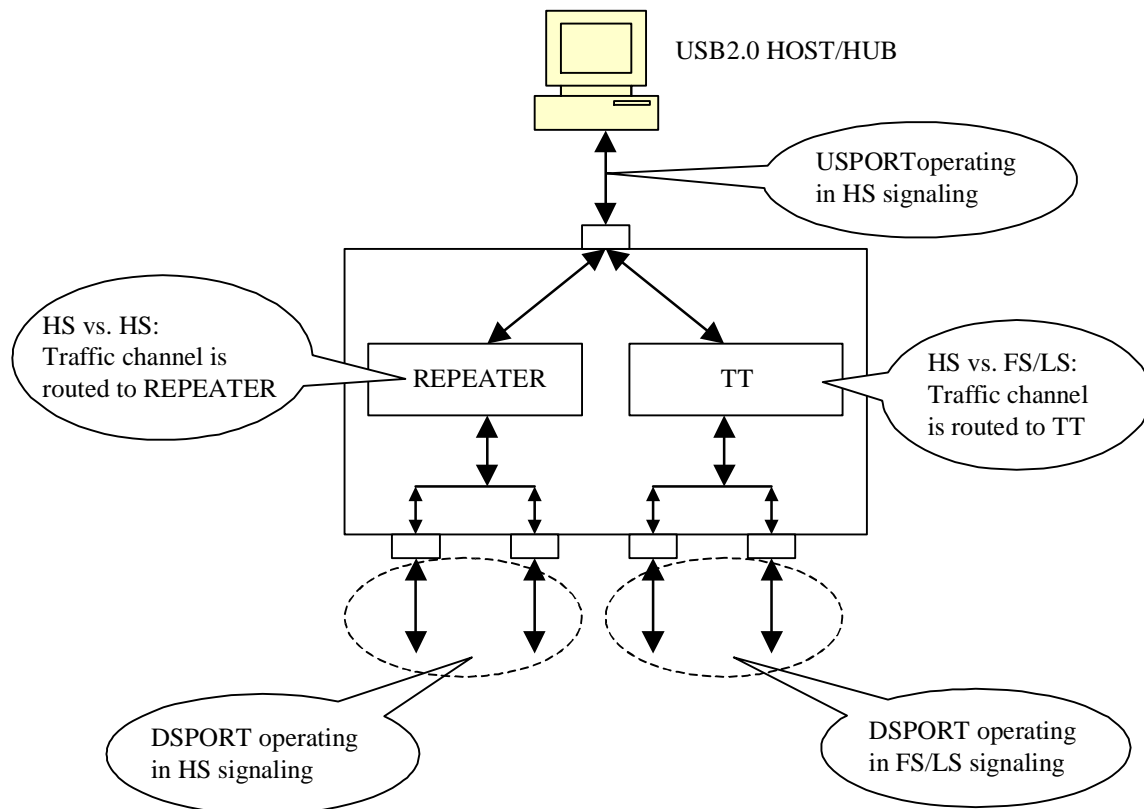 USB2.0 HOST/HUB
USPORToperating
in HS signaling
HS vs. HS:
Traffic channel is
routed to REPEATER
REPEATER
TT
HS vs. FS/LS:
Traffic channel
is routed to TT
DSPORT operating
in HS signaling
DSPORT operating
in FS/LS signaling